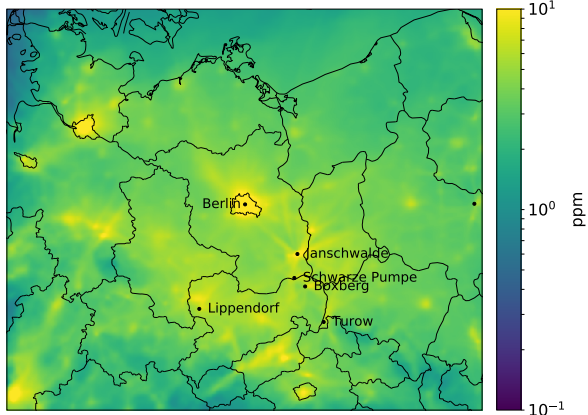 Berlin
Janschwalde
Schwarze Pumpe
Boxberg
Lippendorf
Turow
10¹
10⁰
10⁻¹
ppm